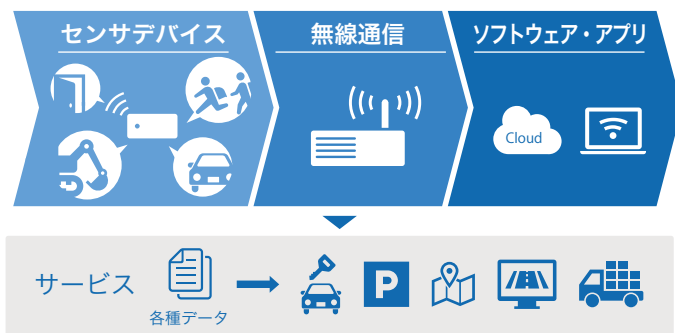 センサデバイス
無線通信
ソフトウェア・アプリ
Cloud
サービス
各種データ
P